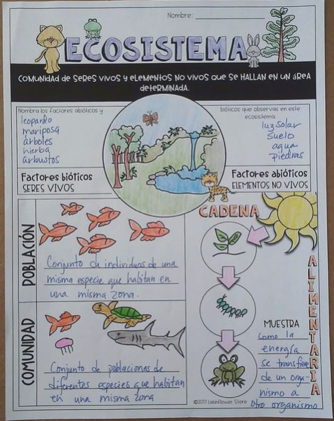 Nombre:
ECOSISTEMA
COMUNIDAD DE SERES VIVOS Y ELEMENTOS NO VIVOS QUE SE HALLAN EN UN ÁREA
DETERMINADA.
Nombra los factores abióticos y
bióticos que observas en este
ecosistema.
leopardo
mariposa
árboles
hierba
arbustos
luz solar
suelo
agua
piedras
Factores bióticos
SERES VIVOS
Factores abióticos
ELEMENTOS NO VIVOS
POBLACIÓN
Conjunto de individuos de una
misma especie que habitan en
una misma zona.
COMUNIDAD
Conjunto de poblaciones de
diferentes especies que habitan
en una misma zona
CADENA
ALIMENTARIA
MUESTRA
como la
energía
se transfiere
de un orga-
nismo a
otro organismo